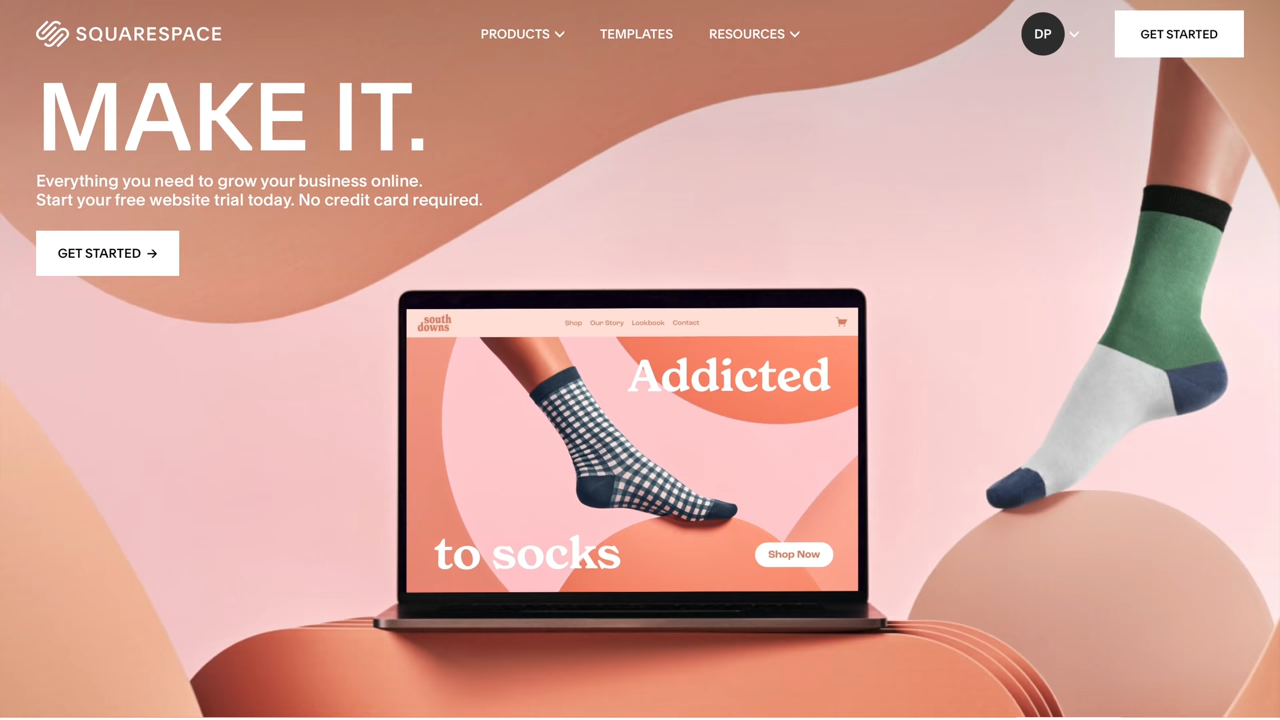 SQUARESPACE
PRODUCTS
TEMPLATES
RESOURCES
DP
GET STARTED
MAKE IT.
Everything you need to grow your business online.
Start your free website trial today. No credit card required.
GET STARTED →
south
downs
Shop
Our Story
Lookbook
Contact
Addicted
to socks
Shop Now